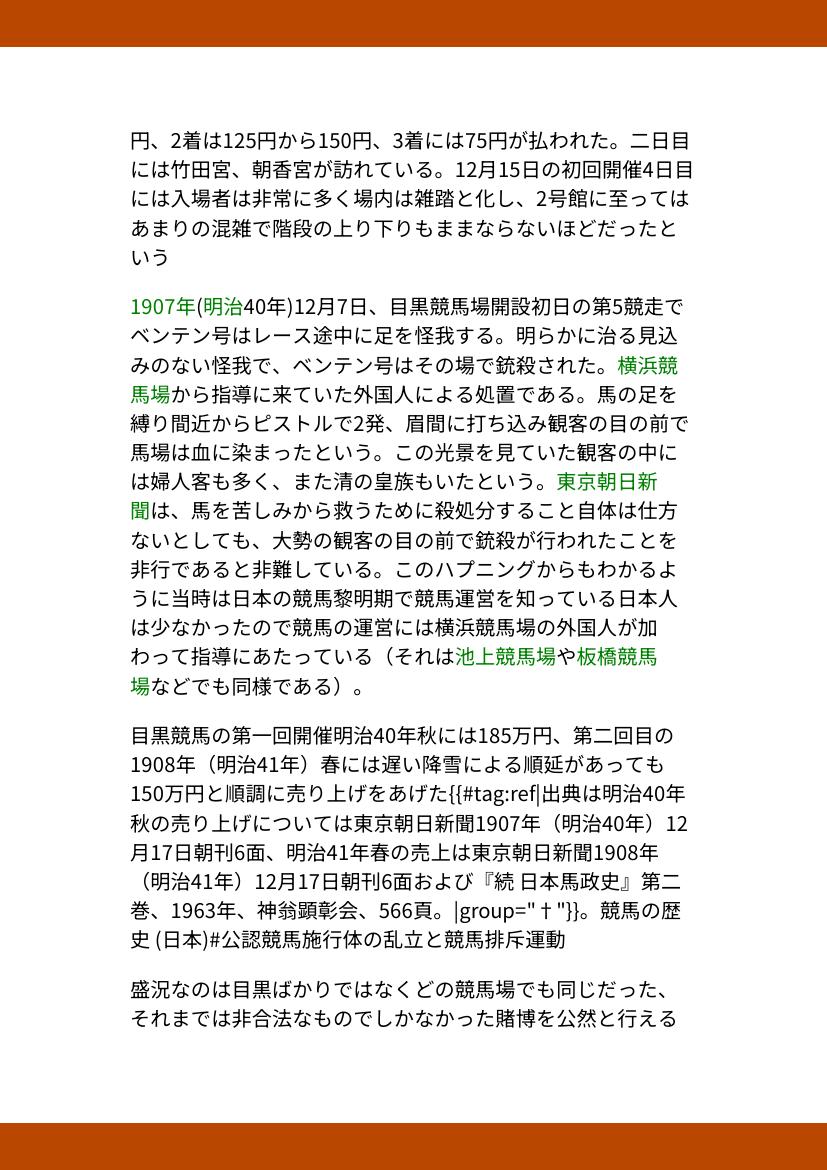 円、2着は125円から150円、3着には75円が払われた。二日目
には竹田宮、朝香宮が訪れている。12月15日の初回開催4日目
には入場者は非常に多く場内は雑踏と化し、2号館に至っては
あまりの混雑で階段の上り下りもままならないほどだったと
いう
1907年(明治40年)12月7日、目黒競馬場開設初日の第5競走で
ベンテン号はレース途中に足を怪我する。明らかに治る見込
みのない怪我で、ベンテン号はその場で銃殺された。横浜競
馬場から指導に来ていた外国人による処置である。馬の足を
縛り間近からピストルで2発、眉間に打ち込み観客の目の前で
馬場は血に染まったという。この光景を見ていた観客の中に
は婦人客も多く、また清の皇族もいたという。東京朝日新
聞は、馬を苦しみから救うために殺処分すること自体は仕方
ないとしても、大勢の観客の目の前で銃殺が行われたことを
非行であると非難している。このハプニングからもわかるよ
うに当時は日本の競馬黎明期で競馬運営を知っている日本人
は少なかったので競馬の運営には横浜競馬場の外国人が加
わって指導にあたっている（それは池上競馬場や板橋競馬
場などでも同様である）。
目黒競馬の第一回開催明治40年秋には185万円、第二回目の
1908年（明治41年）春には遅い降雪による順延があっても
150万円と順調に売り上げをあげた{{#tag:ref|出典は明治40年
秋の売り上げについては東京朝日新聞1907年（明治40年）12
月17日朝刊6面、明治41年春の売上は東京朝日新聞1908年
（明治41年）12月17日朝刊6面および『続 日本馬政史』第二
巻、1963年、神翁顕彰会、566頁。|group="†"}}。競馬の歴
史 (日本)#公認競馬施行体の乱立と競馬排斥運動
盛況なのは目黒ばかりではなくどの競馬場でも同じだった、
それまでは非合法なものでしかなかった賭博を公然と行える